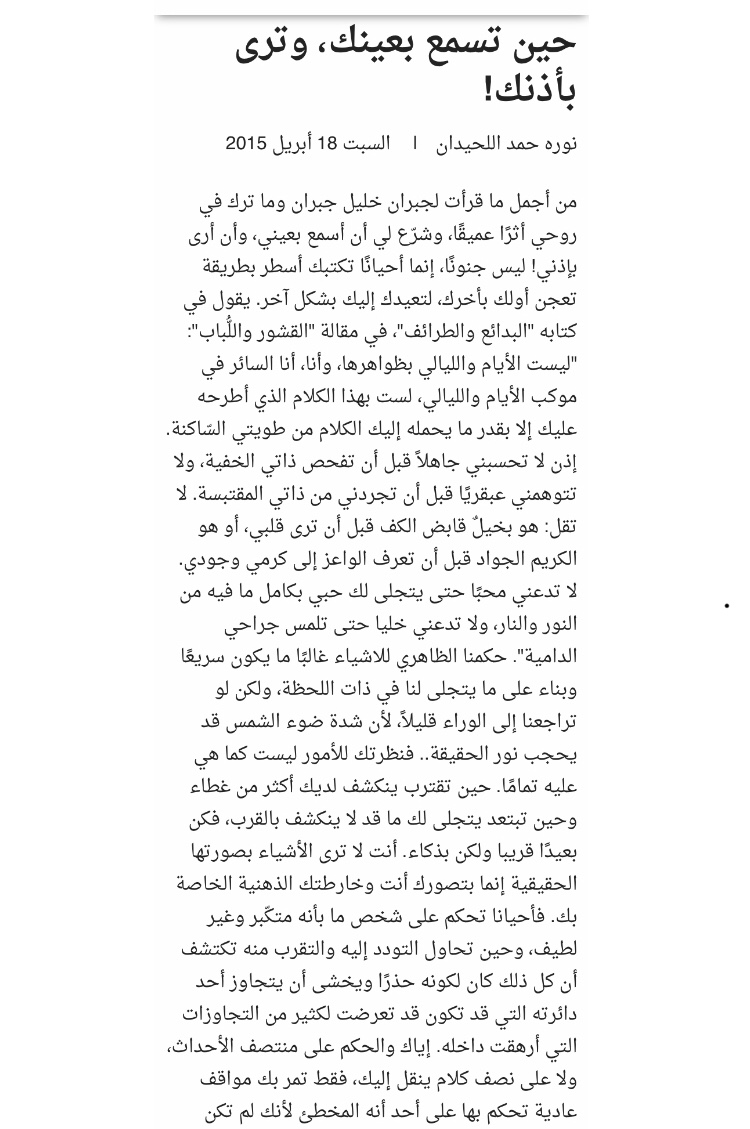 حين تسمع بعينك، وترى
بأذنك!
نوره حمد اللحيدان | السبت 18 أبريل 2015
من أجمل ما قرأت لجبران خليل جبران وما ترك في
روحي أثرًا عميقًا، وشرّع لي أن أسمع بعيني، وأن أرى
بإذني! ليس جنونًا، إنما أحيانًا تكتبك أسطر بطريقة
تعجن أولك بأخرك، لتعيدك إليك بشكل آخر. يقول في
كتابه "البدائع والطرائف"، في مقالة "القشور واللُّباب":
"ليست الأيام والليالي بظواهرها، وأنا، أنا السائر في
موكب الأيام والليالي، لست بهذا الكلام الذي أطرحه
عليك إلا بقدر ما يحمله إليك الكلام من طويتي السّاكنة.
إذن لا تحسبني جاهلاً قبل أن تفحص ذاتي الخفية، ولا
تتوهمني عبقريًا قبل أن تجردني من ذاتي المقتبسة. لا
تقل: هو بخيلٌ قابض الكف قبل أن ترى قلبي، أو هو
الكريم الجواد قبل أن تعرف الواعز إلى كرمي وجودي.
لا تدعني محبًا حتى يتجلى لك حبي بكامل ما فيه من
النور والنار، ولا تدعني خليا حتى تلمس جراحي
الدامية". حكمنا الظاهري للاشياء غالبًا ما يكون سريعًا
وبناء على ما يتجلى لنا في ذات اللحظة، ولكن لو
تراجعنا إلى الوراء قليلاً، لأن شدة ضوء الشمس قد
يحجب نور الحقيقة.. فنظرتك للأمور ليست كما هي
عليه تمامًا. حين تقترب ينكشف لديك أكثر من غطاء
وحين تبتعد يتجلى لك ما قد لا ينكشف بالقرب، فكن
بعيدًا قريبا ولكن بذكاء. أنت لا ترى الأشياء بصورتها
الحقيقية إنما بتصورك أنت وخارطتك الذهنية الخاصة
بك. فأحيانا تحكم على شخص ما بأنه متكّبر وغير
لطيف، وحين تحاول التودد إليه والتقرب منه تكتشف
أن كل ذلك كان لكونه حذرًا ويخشى أن يتجاوز أحد
دائرته التي قد تكون قد تعرضت لكثير من التجاوزات
التي أرهقت داخله. إياك والحكم على منتصف الأحداث،
ولا على نصف كلام ينقل إليك، فقط تمر بك مواقف
عادية تحكم بها على أحد أنه المخطئ لأنك لم تكن